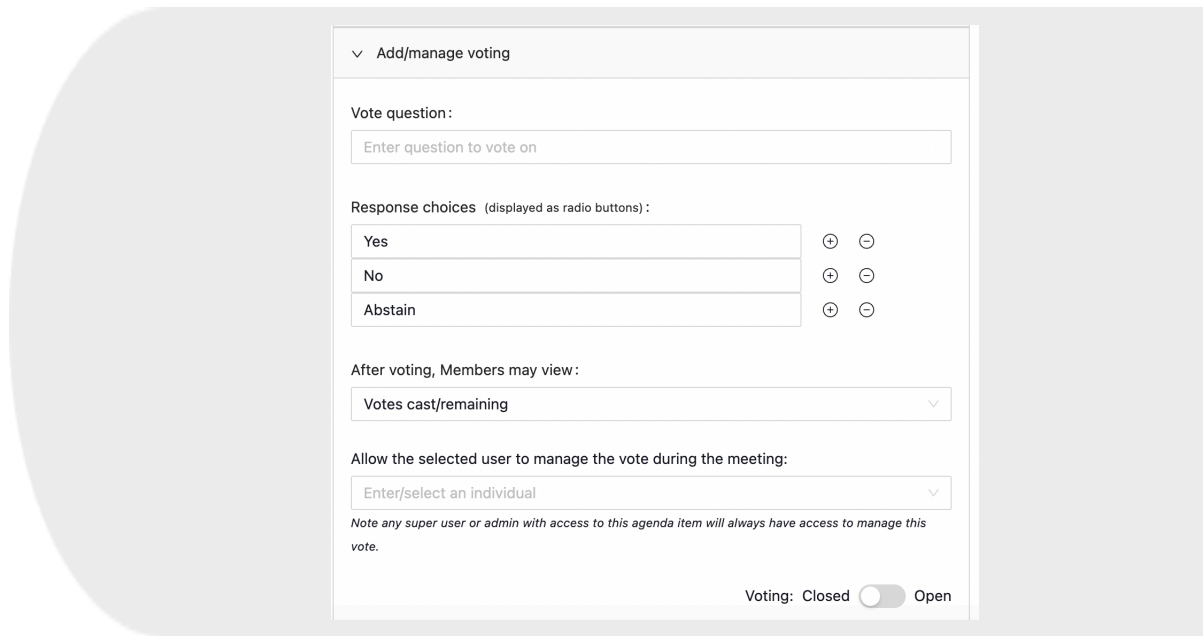 Add/manage voting
Vote question:
Enter question to vote on
Response choices (displayed as radio buttons):
Yes
No
Abstain
After voting, Members may view:
Votes cast/remaining
Allow the selected user to manage the vote during the meeting:
Enter/select an individual
Note any super user or admin with access to this agenda item will always have access to manage this
vote.
Voting: Closed Open